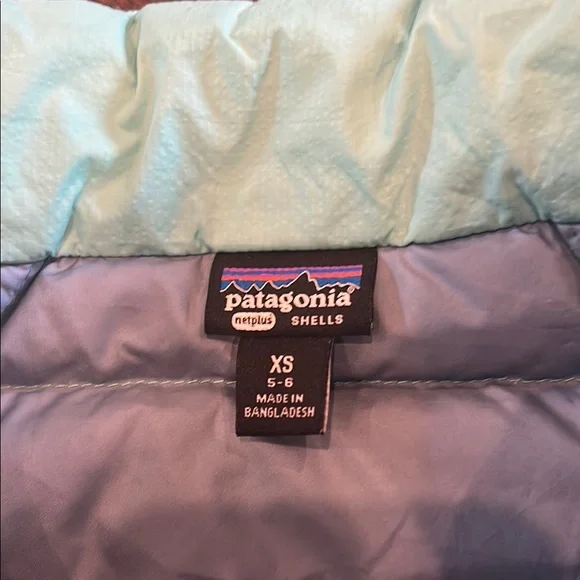 patagonia®
netplus SHELLS
XS
5-6
MADE IN
BANGLADESH